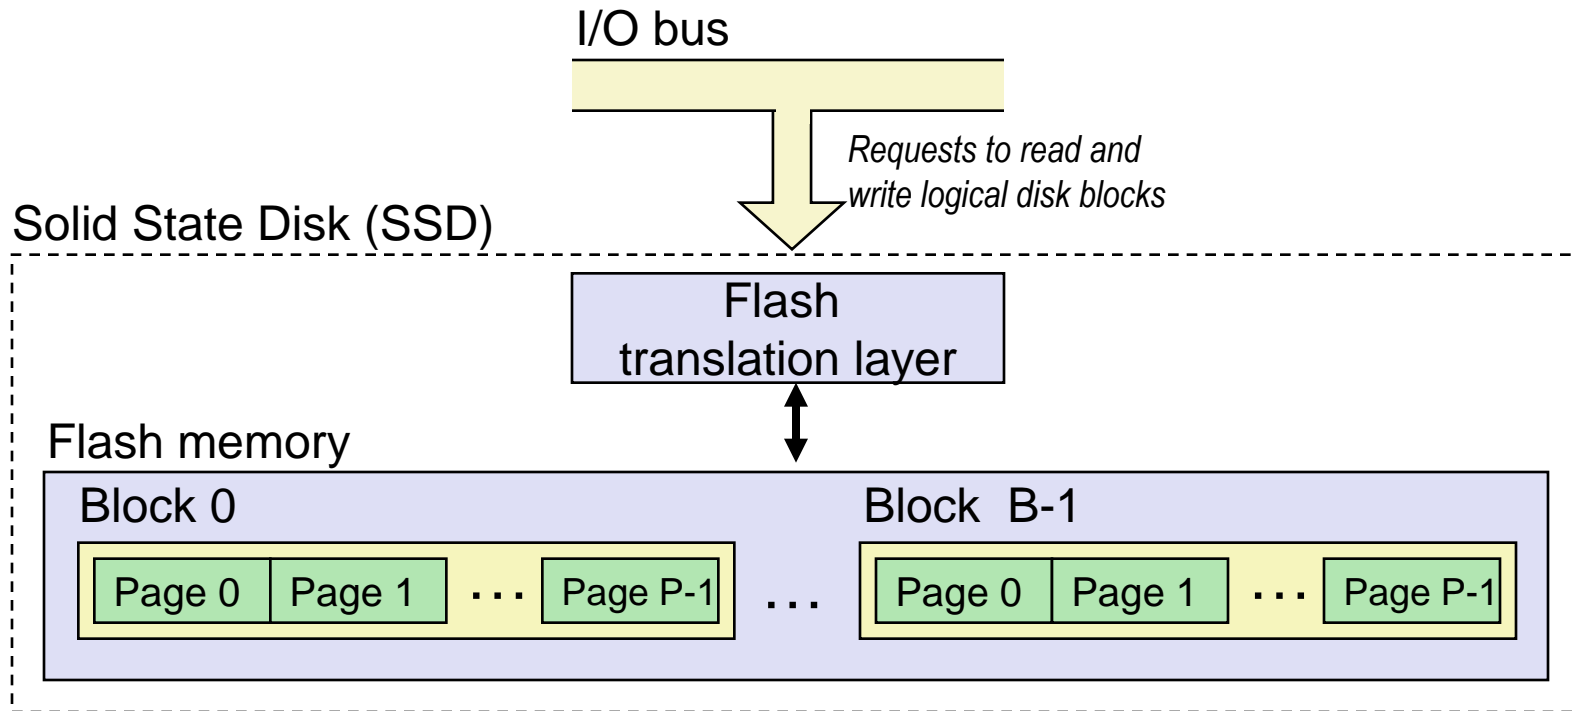 I/O bus
Requests to read and
write logical disk blocks
Solid State Disk (SSD)
Flash
translation layer
Flash memory
Block 0
Block B-1
Page 0 Page 1 ... Page P-1 ... Page 0 Page 1 ... Page P-1